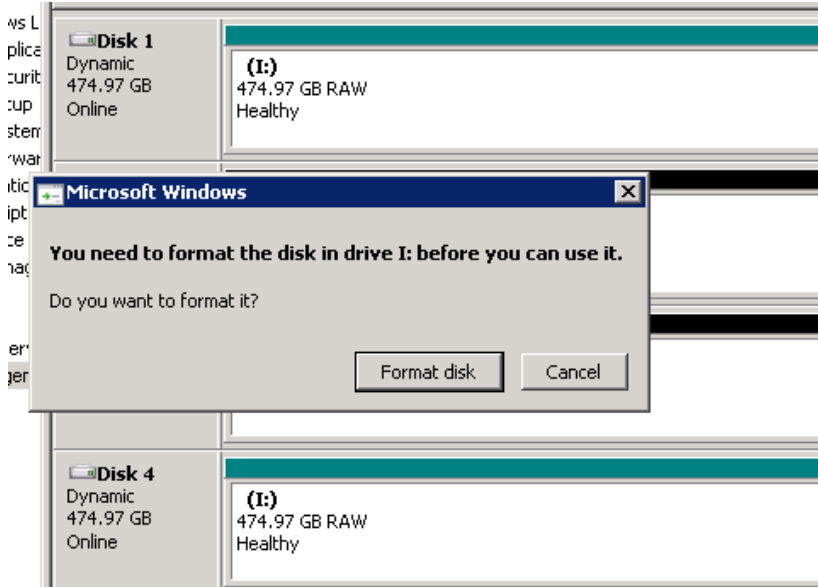 Disk 1
Dynamic
474.97 GB
Online
(I:)
474.97 GB RAW
Healthy
Microsoft Windows
You need to format the disk in drive I: before you can use it.
Do you want to format it?
Format disk
Cancel
Disk 4
Dynamic
474.97 GB
Online
(I:)
474.97 GB RAW
Healthy